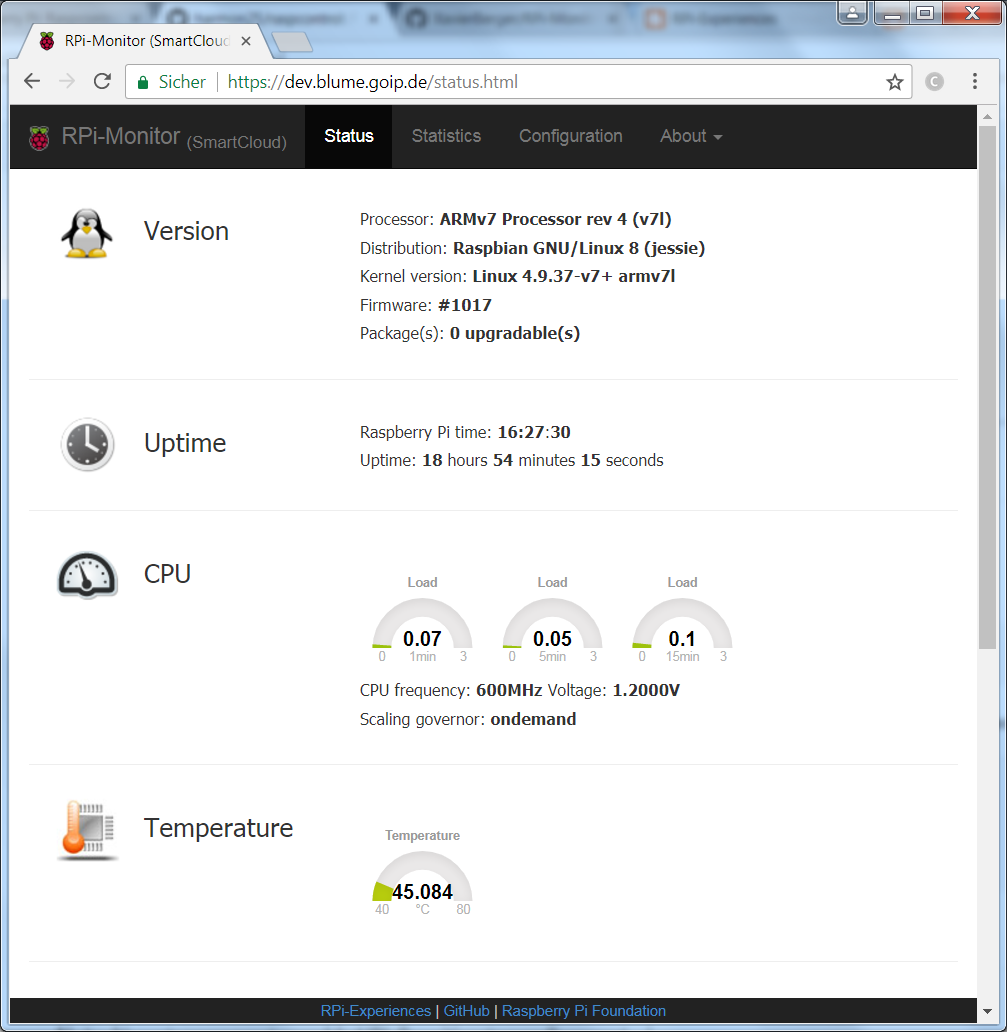 RPi-Monitor (SmartCloud
Sicher
https://dev.blume.goip.de/status.html
C
RPi-Monitor (SmartCloud)
Status
Statistics
Configuration
About
Version
Processor: ARMv7 Processor rev 4 (v7l)
Distribution: Raspbian GNU/Linux 8 (jessie)
Kernel version: Linux 4.9.37-v7+ armv7l
Firmware: #1017
Package(s): 0 upgradable(s)
Uptime
Raspberry Pi time: 16:27:30
Uptime: 18 hours 54 minutes 15 seconds
CPU
Load Load Load
0.07 0.05 0.1
0 1min 3 0 5min 3 0 15min 3
CPU frequency: 600MHz Voltage: 1.2000V
Scaling governor: ondemand
Temperature
Temperature
45.084
40 °C 80
RPi-Experiences | GitHub | Raspberry Pi Foundation